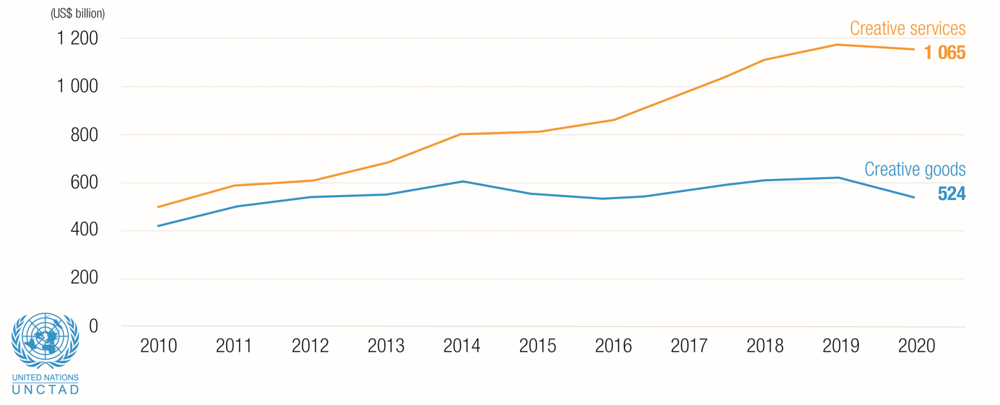 (US$ billion)
1 200
1 000
800
600
400
200
0
Creative services
1 065
Creative goods
524
2010 2011 2012 2013 2014 2015 2016 2017 2018 2019 2020
UNITED NATIONS
UNCTAD